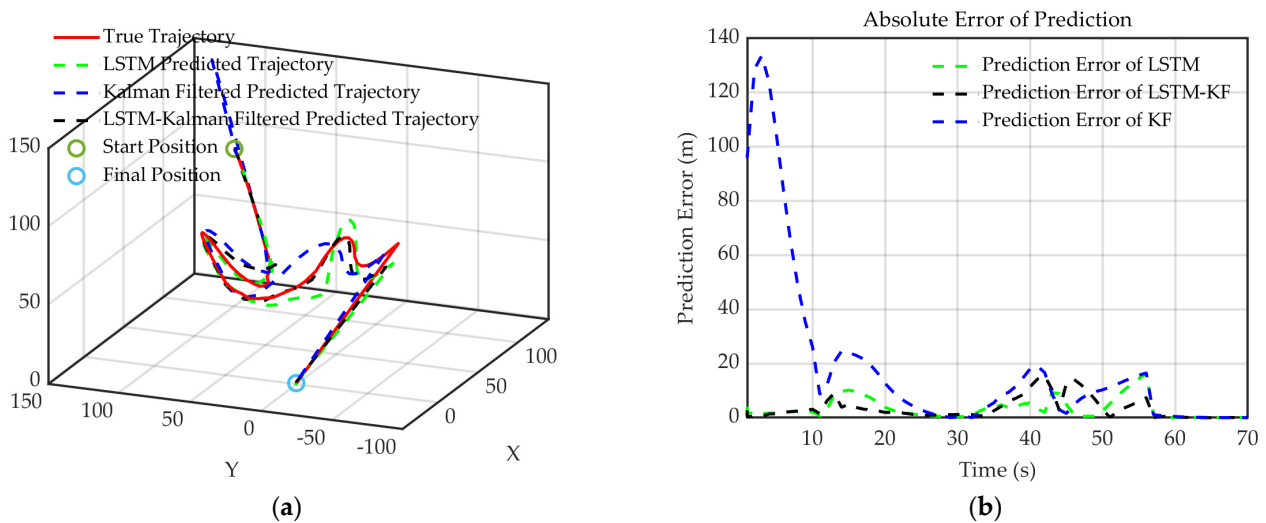 True Trajectory
LSTM Predicted Trajectory
Kalman Filtered Predicted Trajectory
LSTM-Kalman Filtered Predicted Trajectory
Start Position
Final Position
150
100
50
0
150
100
50
0
-50
-100
Y
0
50
100
X
(a)
Absolute Error of Prediction
Prediction Error of LSTM
Prediction Error of LSTM-KF
Prediction Error of KF
140
120
100
80
60
40
20
0
Prediction Error (m)
10 20 30 40 50 60 70
Time (s)
(b)